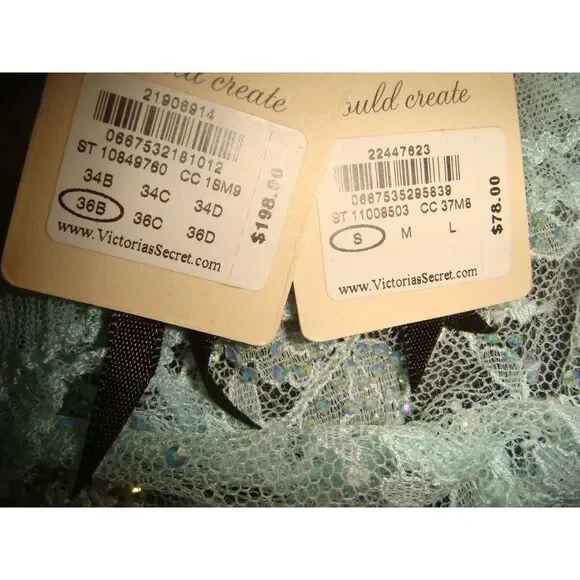 ould create
21906914
0667532181012
ST 10849760 CC 1SM9
34B 34C 34D
36B 36C 36D
$198.00
www.VictoriasSecret.com
ould create
22447623
0667535295839
ST 11008503 CC 37M8
S M L
$78.00
www.VictoriasSecret.com